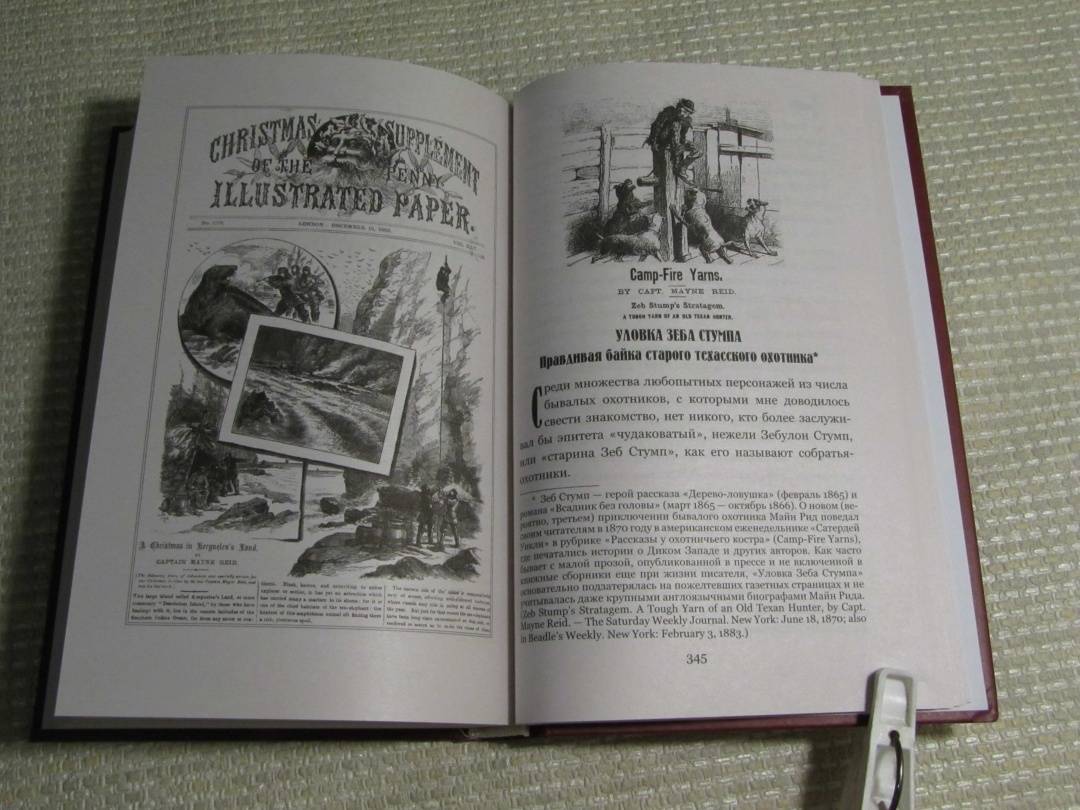 CHRISTMAS SUPPLEMENT
OF THE PENNY
ILLUSTRATED PAPER.
LONDON
DECEMBER
A Christmas in Kerguelen's Land.
BY
CAPTAIN MAYNE REID.
Camp-Fire Yarns.
BY CAPT. MAYNE REID.
Zeb Stump's Stratagem.
A TOUGH YARN OF AN OLD TEXAN HUNTER.
УЛОВКА ЗЕБА СТУМПА
Правдивая байка старого техасского охотника*
Среди множества любопытных персонажей из числа
бывалых охотников, с которыми мне доводилось
свести знакомство, нет никого, кто более заслужи-
вал бы эпитета «чудаковатый», нежели Зебулон Стумп,
или «старина Зеб Стумп», как его называют собратья-
охотники.
* Зеб Стумп — герой рассказа «Дерево-ловушка» (февраль 1865) и
романа «Всадник без головы» (март 1865 — октябрь 1866). О новом (ве-
роятно, третьем) приключении бывалого охотника Майн Рид поведал
своим читателям в 1870 году в американском еженедельнике «Сатердей
Уикли» в рубрике «Рассказы у охотничьего костра» (Camp-Fire Yarns),
где печатались истории о Диком Западе и других авторов. Как часто
бывает с малой прозой, опубликованной в прессе и не включенной в
книжные сборники еще при жизни писателя, «Уловка Зеба Стумпа»
основательно подзатерялась на пожелтевших газетных страницах и не
учитывалась даже крупными англоязычными биографами Майн Рида.
(Zeb Stump's Stratagem. A Tough Yarn of an Old Texan Hunter, by Capt.
Mayne Reid. — The Saturday Weekly Journal. New York: June 18, 1870; also
in Beadle's Weekly. New York: February 3, 1883.)
345